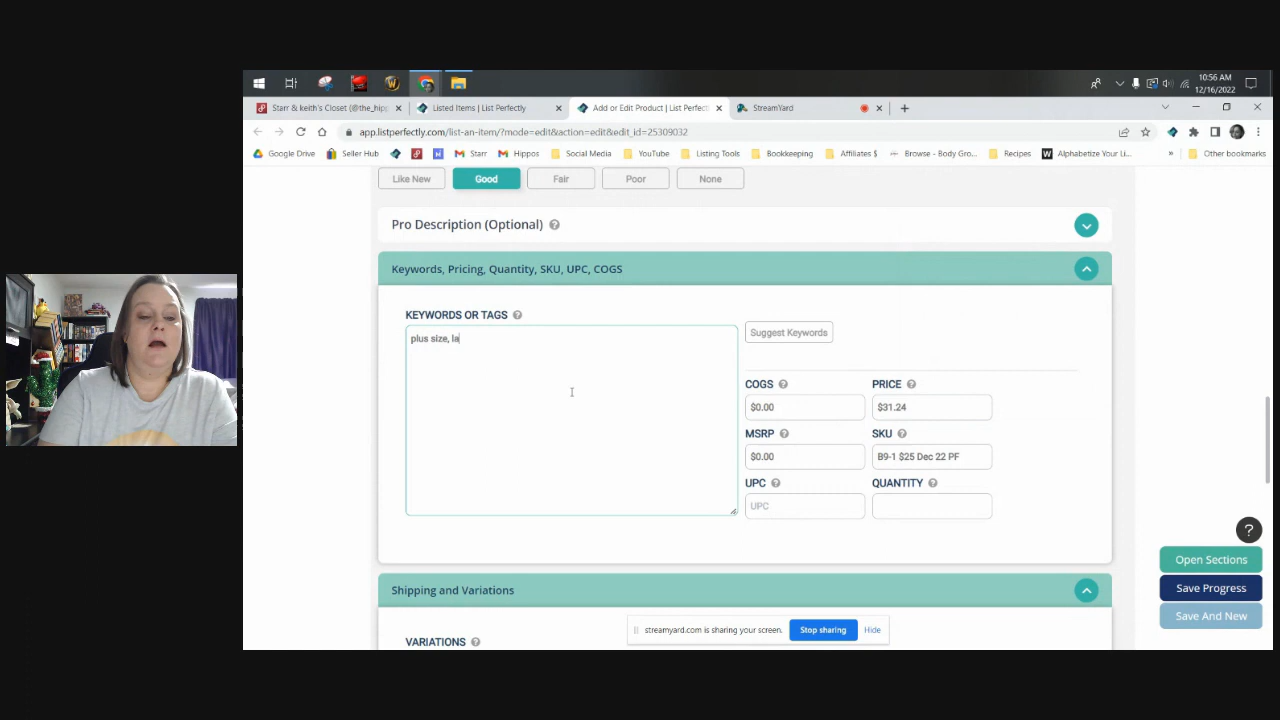 10:56 AM
12/16/2022
Starr & keith's Closet (@the_hipp
Listed Items | List Perfectly
Add or Edit Product | List Perfect
StreamYard
app.listperfectly.com/list-an-item/?mode=edit&action=edit&edit_id=25309032
Google Drive
Seller Hub
Starr
Hippos
Social Media
YouTube
Listing Tools
Bookkeeping
Affiliates $
Browse - Body Gro...
Recipes
Alphabetize Your Li...
»
Other bookmarks
Like New
Good
Fair
Poor
None
Pro Description (Optional) ?
Keywords, Pricing, Quantity, SKU, UPC, COGS
KEYWORDS OR TAGS ?
plus size, la
Suggest Keywords
COGS ? PRICE ?
$0.00 $31.24
MSRP ? SKU ?
$0.00 B9-1 $25 Dec 22 PF
UPC ? QUANTITY ?
UPC
?
Open Sections
Save Progress
Save And New
Shipping and Variations
streamyard.com is sharing your screen. Stop sharing Hide
VARIATIONS ?